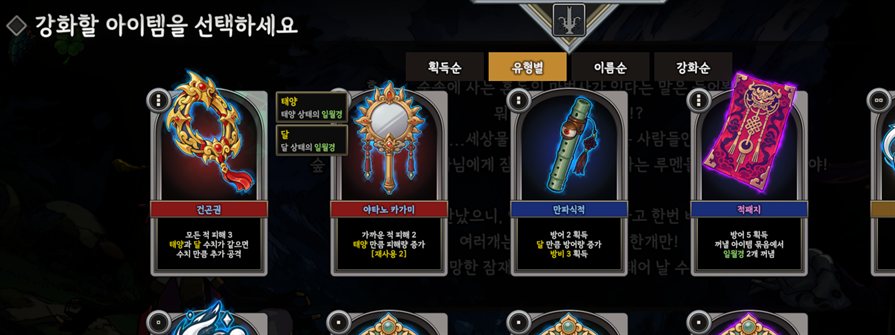 강화할 아이템을 선택하세요
획득순
유형별
이름순
강화순
태양
태양 상태의 일월경
달
달 상태의 일월경
건곤권
모든 적 피해 3
태양과 달 수치가 같으면
수치 만큼 추가 공격
야타노 카가미
가까운 적 피해 2
태양 만큼 피해량 증가
[재사용 2]
만파식적
방어 2 획득
달 만큼 방어량 증가
방비 3 획득
적패지
방어 5 획득
꺼낼 아이템 묶음에서
일월경 2개 꺼냄